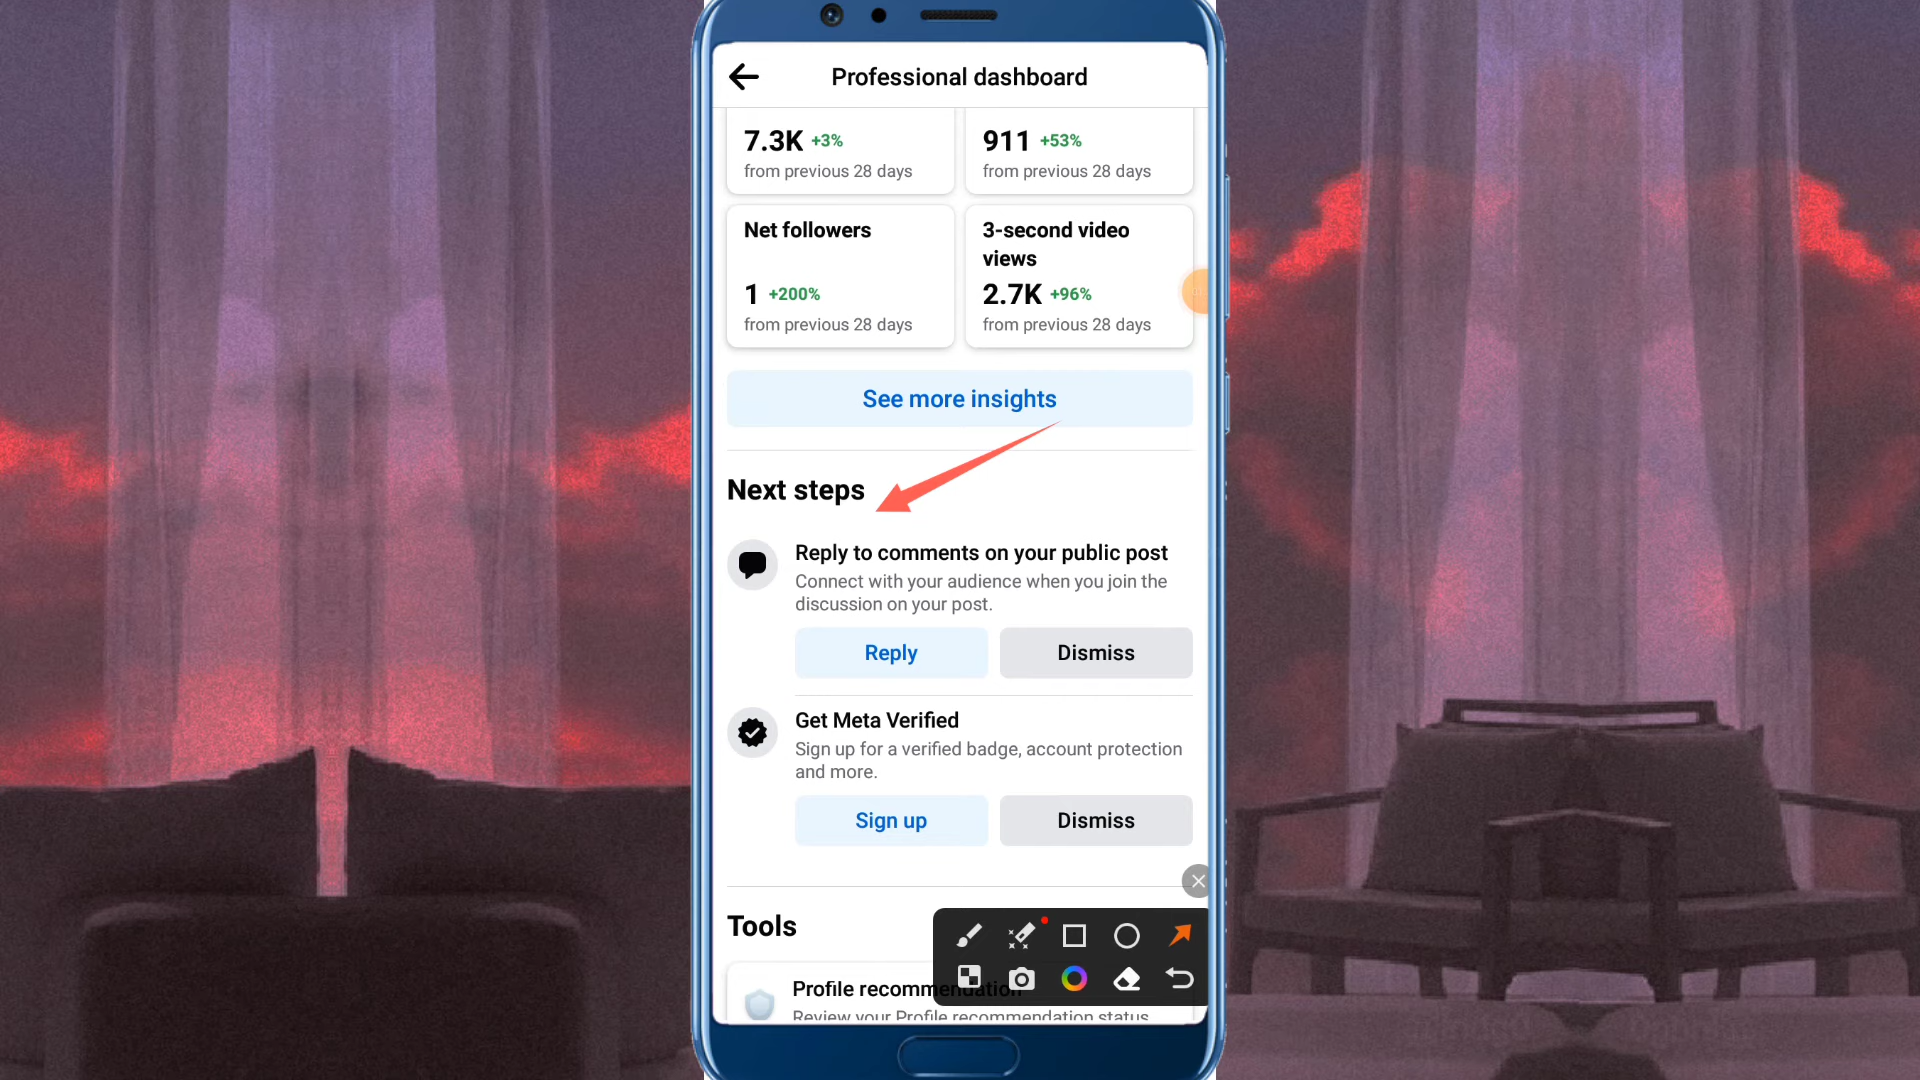 Professional dashboard
7.3K +3%
from previous 28 days
911 +53%
from previous 28 days
Net followers
1 +200%
from previous 28 days
3-second video
views
2.7K +96%
from previous 28 days
See more insights
Next steps
Reply to comments on your public post
Connect with your audience when you join the
discussion on your post.
Reply
Dismiss
Get Meta Verified
Sign up for a verified badge, account protection
and more.
Sign up
Dismiss
Tools
Profile recommendation
Review your Profile recommendation status